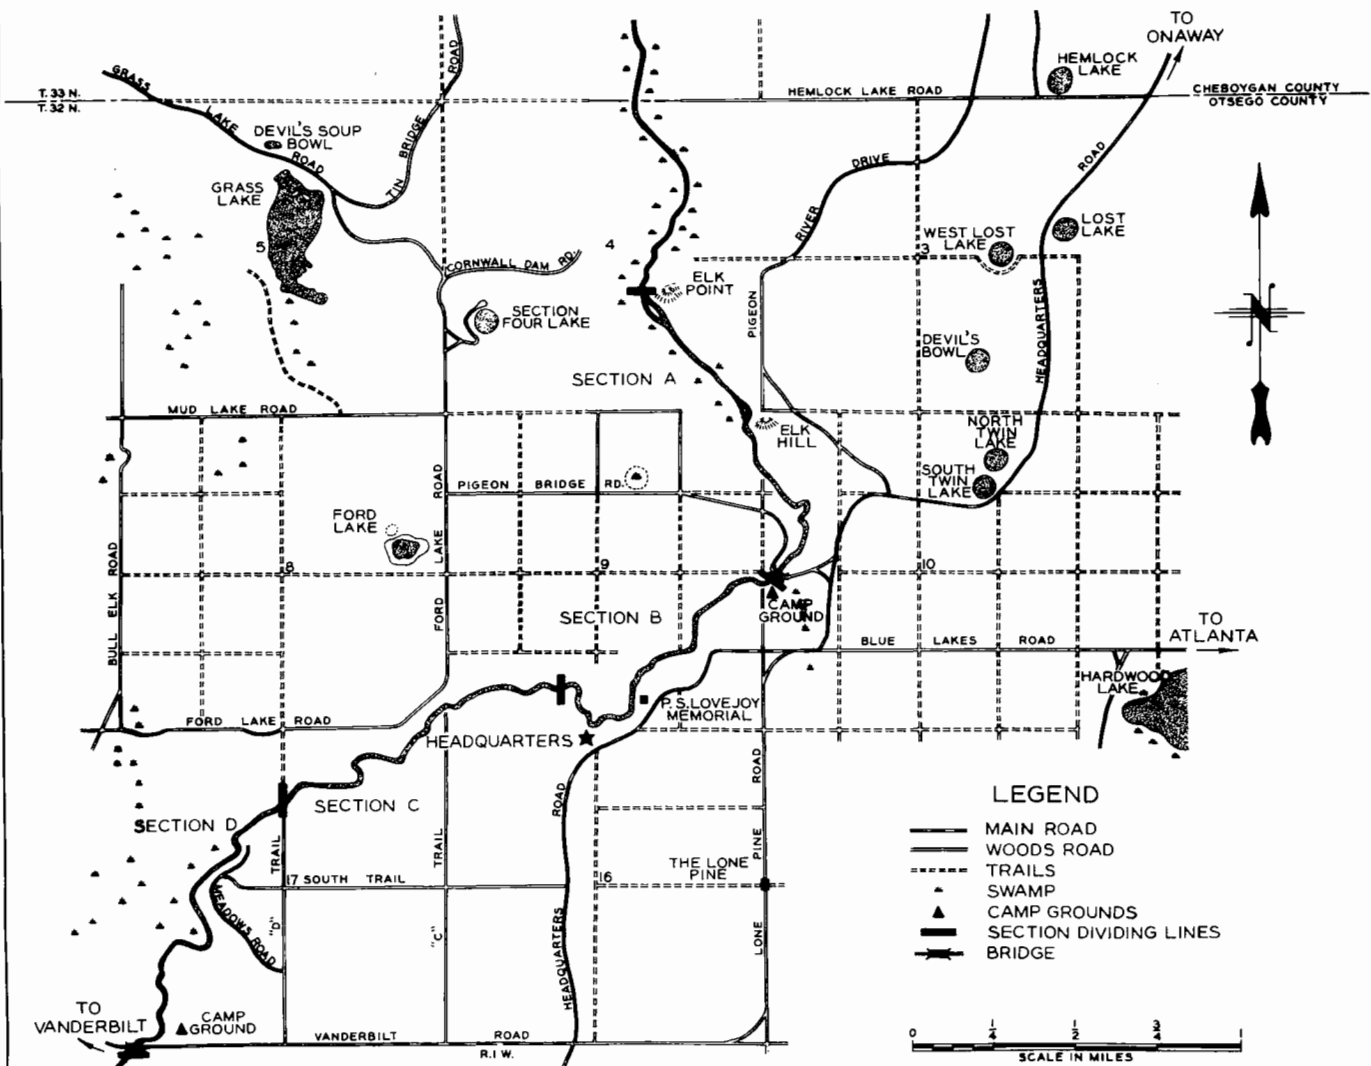 TO
ONAWAY
HEMLOCK
LAKE
GRASS
LAKE
ROAD
T. 33 N.
T. 32 N.
HEMLOCK LAKE ROAD
CHEBOYGAN COUNTY
OTSEGO COUNTY
DEVIL'S SOUP
BOWL
TIN BRIDGE ROAD
GRASS
LAKE
5
4
3
RIVER DRIVE
ROAD
WEST LOST
LAKE
LOST
LAKE
CORNWALL DAM RD.
ELK
POINT
SECTION
FOUR LAKE
PIGEON
HEADQUARTERS
DEVIL'S
BOWL
N
SECTION A
MUD LAKE ROAD
ELK
HILL
NORTH
TWIN
LAKE
SOUTH
TWIN
LAKE
PIGEON BRIDGE RD.
FORD
LAKE
FORD LAKE ROAD
BULL ELK ROAD
8
9
10
SECTION B
CAMP
GROUND
BLUE LAKES ROAD
TO
ATLANTA
HARDWOOD
LAKE
P. S. LOVEJOY
MEMORIAL
FORD LAKE ROAD
HEADQUARTERS
SECTION C
SECTION D
"D" TRAIL
"C" TRAIL
HEADQUARTERS ROAD
LONE PINE ROAD
THE LONE
PINE
17 SOUTH TRAIL
16
MEADOWS ROAD
TO
VANDERBILT
CAMP
GROUND
VANDERBILT ROAD
R. I W.
LEGEND
MAIN ROAD
WOODS ROAD
TRAILS
SWAMP
CAMP GROUNDS
SECTION DIVIDING LINES
BRIDGE
0 1/4 1/2 3/4 1
SCALE IN MILES